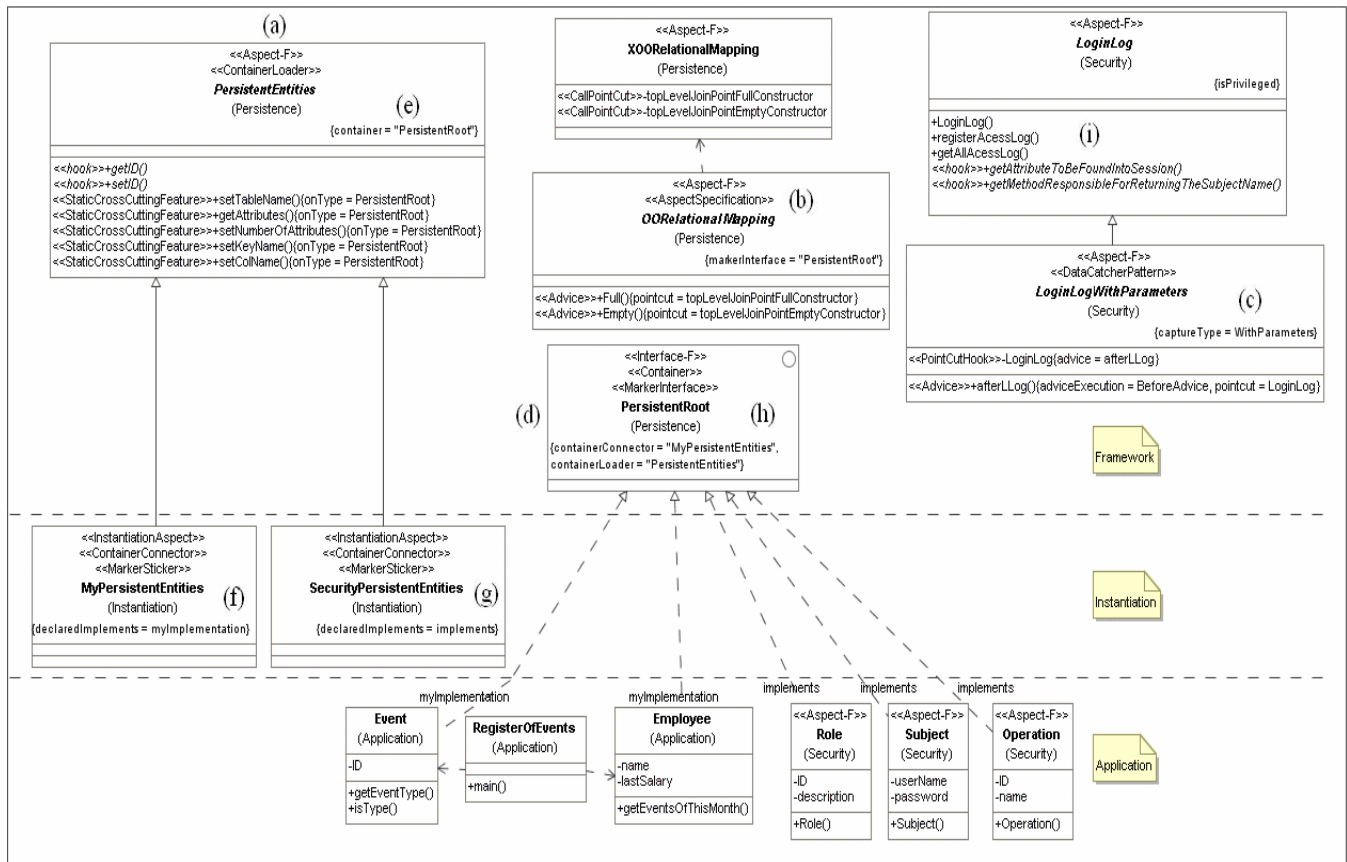 (a)
<<Aspect-F>>
<<ContainerLoader>>
PersistentEntities
(Persistence)
(e)
{container = "PersistentRoot"}
<<hook>>+getID()
<<hook>>+setID()
<<StaticCrossCuttingFeature>>+setTableName(){onType = PersistentRoot}
<<StaticCrossCuttingFeature>>+getAttributes(){onType = PersistentRoot}
<<StaticCrossCuttingFeature>>+setNumberOfAttributes(){onType = PersistentRoot}
<<StaticCrossCuttingFeature>>+setKeyName(){onType = PersistentRoot}
<<StaticCrossCuttingFeature>>+setColName(){onType = PersistentRoot}
<<Aspect-F>>
XOORelationalMapping
(Persistence)
<<CallPointCut>>-topLevelJoinPointFullConstructor
<<CallPointCut>>-topLevelJoinPointEmptyConstructor
<<Aspect-F>>
<<AspectSpecification>>
OORelationalMapping
(Persistence)
(b)
{markerInterface = "PersistentRoot"}
<<Advice>>+Full(){pointcut = topLevelJoinPointFullConstructor}
<<Advice>>+Empty(){pointcut = topLevelJoinPointEmptyConstructor}
<<Aspect-F>>
LoginLog
(Security)
{isPrivileged}
+LoginLog()
+registerAcessLog()
+getAllAcessLog()
(i)
<<hook>>+getAttributeToBeFoundIntoSession()
<<hook>>+getMethodResponsibleForReturningTheSubjectName()
<<Aspect-F>>
<<DataCatcherPattern>>
LoginLogWithParameters
(Security)
(c)
{captureType = WithParameters}
<<PointCutHook>>-LoginLog{advice = afterLLog}
<<Advice>>+afterLLog(){adviceExecution = BeforeAdvice, pointcut = LoginLog}
(d)
<<Interface-F>>
<<Container>>
<<MarkerInterface>>
PersistentRoot
(Persistence)
(h)
{containerConnector = "MyPersistentEntities",
containerLoader = "PersistentEntities"}
Framework
<<InstantiationAspect>>
<<ContainerConnector>>
<<MarkerSticker>>
MyPersistentEntities
(Instantiation)
(f)
{declaredImplements = myImplementation}
<<InstantiationAspect>>
<<ContainerConnector>>
<<MarkerSticker>>
SecurityPersistentEntities
(Instantiation)
(g)
{declaredImplements = implements}
Instantiation
myImplementation
myImplementation
implements
implements
implements
Event
(Application)
-ID
+getEventType()
+isType()
RegisterOfEvents
(Application)
+main()
Employee
(Application)
-name
-lastSalary
+getEventsOfThisMonth()
<<Aspect-F>>
Role
(Security)
-ID
-description
+Role()
<<Aspect-F>>
Subject
(Security)
-userName
-password
+Subject()
<<Aspect-F>>
Operation
(Security)
-ID
-name
+Operation()
Application